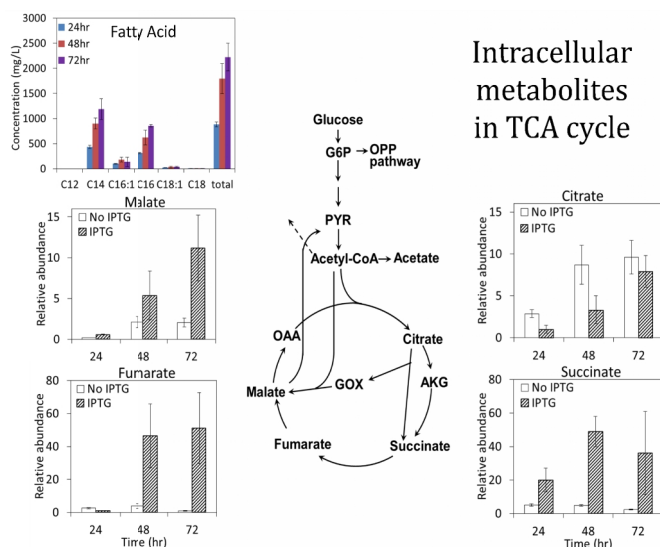 Fatty Acid
Concentration (mg/L)
3000
2500
2000
1500
1000
500
0
24hr
48hr
72hr
C12 C14 C16:1 C16 C18:1 C18 total
Intracellular
metabolites
in TCA cycle
Malate
Relative abundance
15
10
5
0
No IPTG
IPTG
24 48 72
Fumarate
Relative abundance
80
60
40
20
0
No IPTG
IPTG
24 48 72
Time (hr)
Glucose
G6P OPP
pathway
PYR
Acetyl-CoA Acetate
OAA
Citrate
Malate
GOX
AKG
Fumarate
Succinate
Citrate
Relative abundance
15
10
5
0
No IPTG
IPTG
24 48 72
Succinate
Relative abundance
80
60
40
20
0
No IPTG
IPTG
24 48 72
Time (hr)